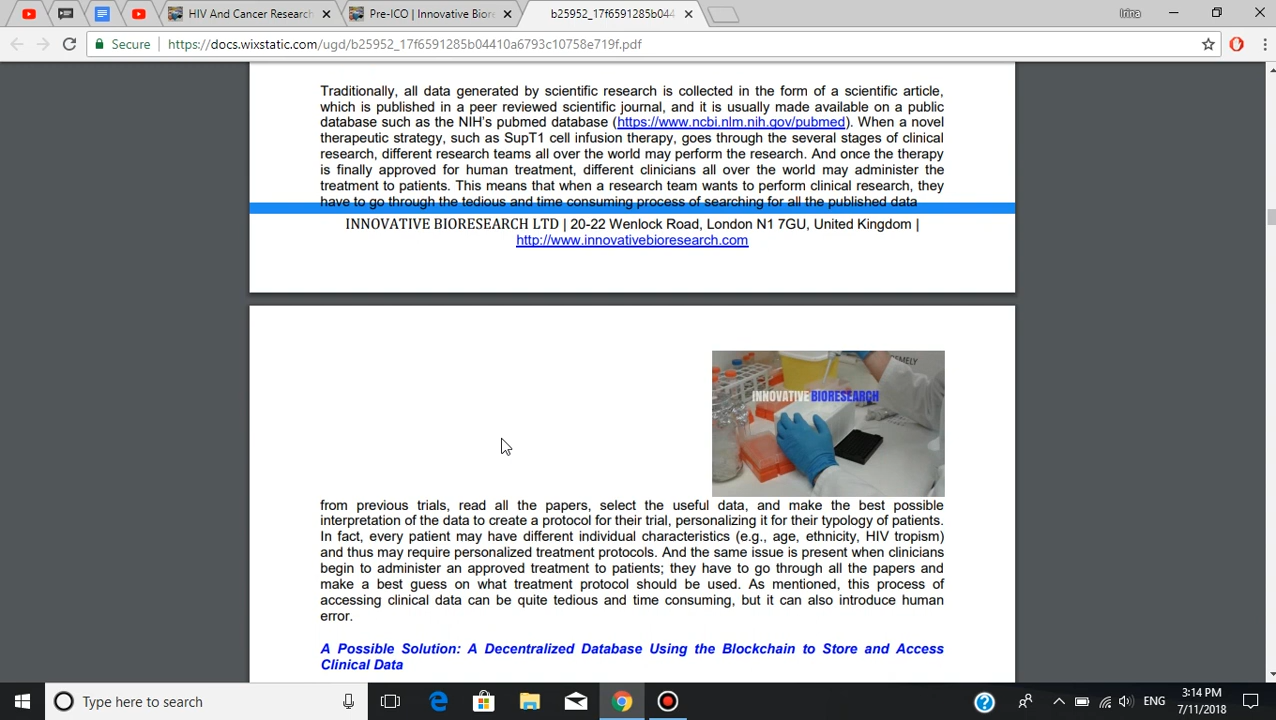 HIV And Cancer Research
Pre-ICO | Innovative Biore
b25952_17f6591285b044
Irina
Secure
https://docs.wixstatic.com/ugd/b25952_17f6591285b04410a6793c10758e719f.pdf
Traditionally, all data generated by scientific research is collected in the form of a scientific article,
which is published in a peer reviewed scientific journal, and it is usually made available on a public
database such as the NIH's pubmed database (https://www.ncbi.nlm.nih.gov/pubmed). When a novel
therapeutic strategy, such as SupT1 cell infusion therapy, goes through the several stages of clinical
research, different research teams all over the world may perform the research. And once the therapy
is finally approved for human treatment, different clinicians all over the world may administer the
treatment to patients. This means that when a research team wants to perform clinical research, they
have to go through the tedious and time consuming process of searching for all the published data
INNOVATIVE BIORESEARCH LTD | 20-22 Wenlock Road, London N1 7GU, United Kingdom |
http://www.innovativebioresearch.com
INNOVATIVE BIORESEARCH
from previous trials, read all the papers, select the useful data, and make the best possible
interpretation of the data to create a protocol for their trial, personalizing it for their typology of patients.
In fact, every patient may have different individual characteristics (e.g., age, ethnicity, HIV tropism)
and thus may require personalized treatment protocols. And the same issue is present when clinicians
begin to administer an approved treatment to patients; they have to go through all the papers and
make a best guess on what treatment protocol should be used. As mentioned, this process of
accessing clinical data can be quite tedious and time consuming, but it can also introduce human
error.
A Possible Solution: A Decentralized Database Using the Blockchain to Store and Access
Clinical Data
Type here to search
ENG
3:14 PM
7/11/2018